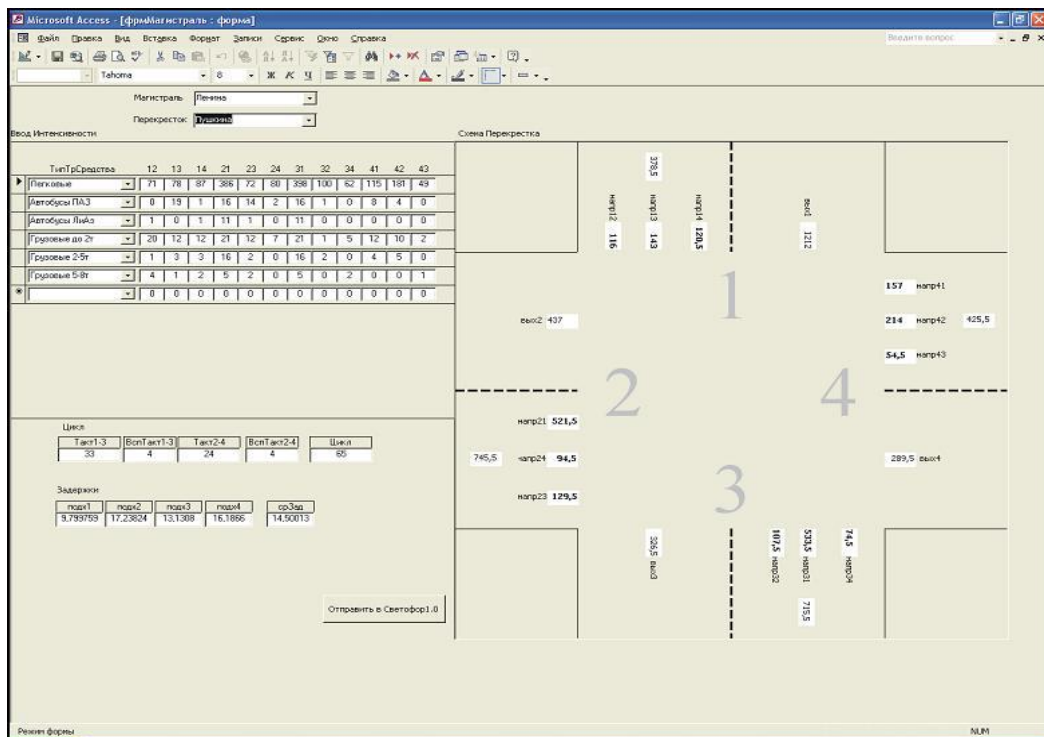 Microsoft Access - [фрмМагистраль : форма]
Файл Правка Вид Вставка Формат Записи Сервис Окно Справка
Введите вопрос
Tahoma 8 Ж К Ч
Магистраль Ленина
Перекресток Пушкина
Ввод Интенсивности
Схема Перекрестка
ТипТрСредства 12 13 14 21 23 24 31 32 34 41 42 43
Легковые 71 78 87 386 72 80 398 100 62 115 181 49
Автобусы ПАЗ 0 19 1 16 14 2 16 1 0 8 4 0
Автобусы ЛиАз 1 0 1 11 1 0 11 0 0 0 0 0
Грузовые до 2т 20 12 12 21 12 7 21 1 5 12 10 2
Грузовые 2-5т 1 3 3 16 2 0 16 2 0 4 5 0
Грузовые 5-8т 4 1 2 5 2 0 5 0 2 0 0 1
0 0 0 0 0 0 0 0 0 0 0 0
378,5
напр12 116
напр13 143
напр14 120,5
вых1 1212
1
157 напр41
вых2 437
214 напр42 425,5
54,5 напр43
2
4
напр21 521,5
745,5 напр24 94,5
289,5 вых4
напр23 129,5
3
326,5 вых3
107,5 напр32
533,5 напр31
74,5 напр34
715,5
Цикл
Такт1-3 ВспТакт1-3 Такт2-4 ВспТакт2-4 Цикл
33 4 24 4 65
Задержки
подх1 подх2 подх3 подх4 срЗад
9,799759 17,23824 13,1308 16,1866 14,50013
Отправить в Светофор1.0
Режим формы
NUM